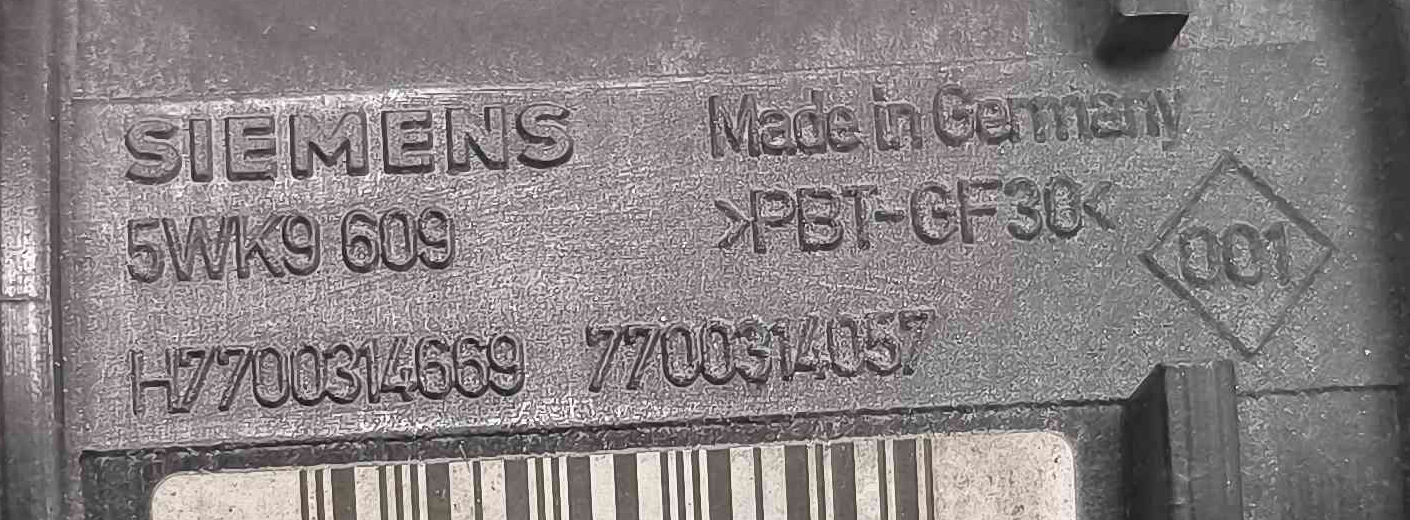 SIEMENS Made in Germany
5WK9 609 >PBT-GF30< 001
H7700314669 7700314057